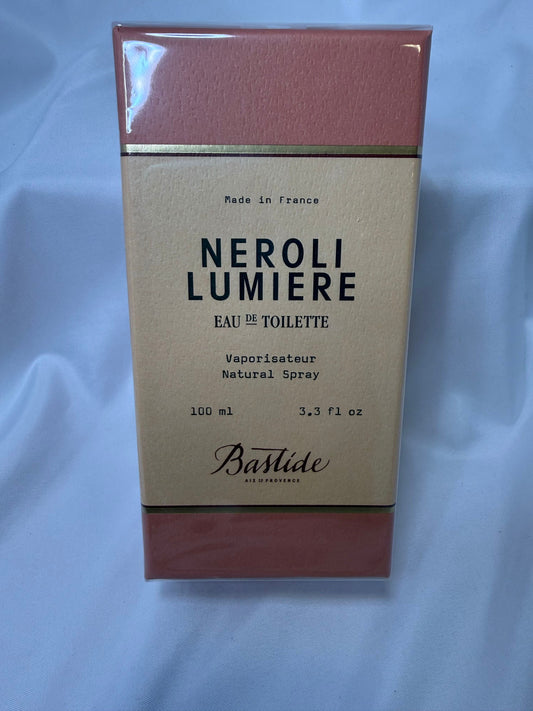 Made in France
NEROLI
LUMIERE
EAU DE TOILETTE
Vaporisateur
Natural Spray
100 ml 3.3 fl oz
Bastide
AIX EN PROVENCE